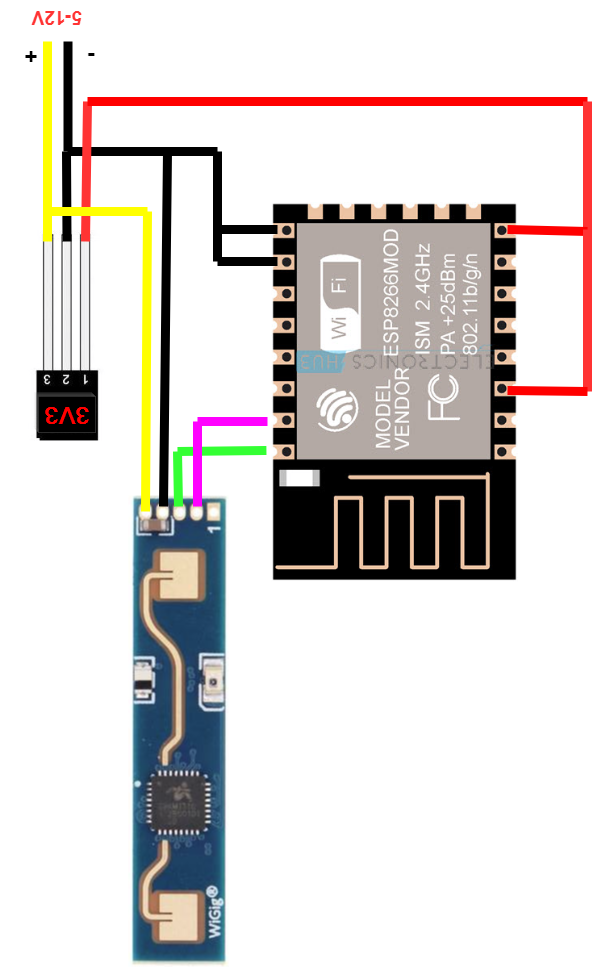 5-12V
+ -
3 2 1
3V3
Wi Fi
ESP8266MOD
ISM 2.4GHz
PA +25dBm
802.11b/g/n
ELECTRONICS HUB
MODEL
VENDOR
FC
1
WiGig®